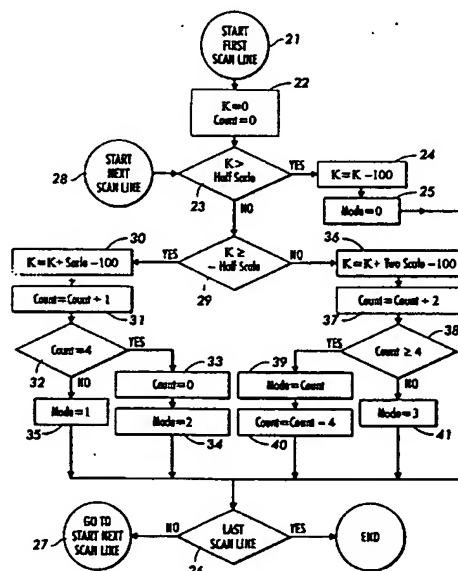 START
FIRST
SCAN LINE
21
22
K=0
Count=0
START
NEXT
SCAN LINE
28
K>
Half Scale
23
YES
NO
24
K=K-100
25
Mode=0
30
YES
K≥
-Half Scale
29
NO
36
K=K+Scale-100
K=K+Two Scale-100
Count=Count+1
31
Count=Count+2
37
38
Count=4
32
YES
NO
33
Count=0
39
Mode=Count
YES
Count≥4
NO
35
Mode=1
Mode=2
34
Count=Count-4
40
Mode=3
41
GO TO
START NEXT
SCAN LINE
27
NO
LAST
SCAN LINE
26
YES
END